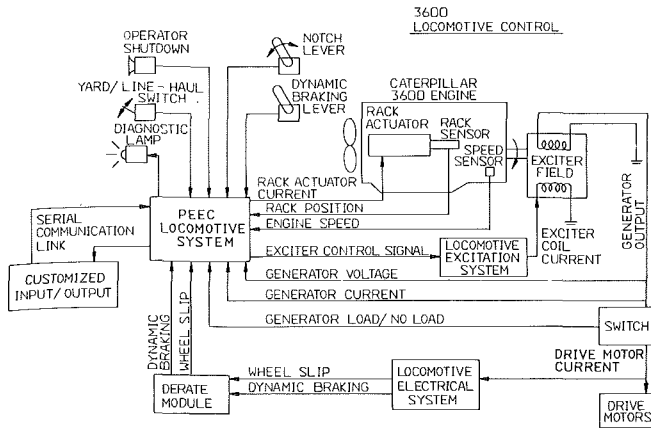 3600
LOCOMOTIVE CONTROL
OPERATOR
SHUTDOWN
NOTCH
LEVER
YARD/LINE-HAUL
SWITCH
DYNAMIC
BRAKING
LEVER
DIAGNOSTIC
LAMP
CATERPILLAR
3600 ENGINE
RACK
ACTUATOR
RACK
SENSOR
SPEED
SENSOR
EXCITER
FIELD
RACK ACTUATOR
CURRENT
RACK POSITION
ENGINE SPEED
PEEC
LOCOMOTIVE
SYSTEM
SERIAL
COMMUNICATION
LINK
CUSTOMIZED
INPUT/OUTPUT
EXCITER CONTROL SIGNAL
LOCOMOTIVE
EXCITATION
SYSTEM
EXCITER
COIL
CURRENT
GENERATOR
OUTPUT
GENERATOR VOLTAGE
GENERATOR CURRENT
GENERATOR LOAD/NO LOAD
SWITCH
DRIVE MOTOR
CURRENT
DYNAMIC
BRAKING
WHEEL SLIP
WHEEL SLIP
DYNAMIC BRAKING
DERATE
MODULE
LOCOMOTIVE
ELECTRICAL
SYSTEM
DRIVE
MOTORS